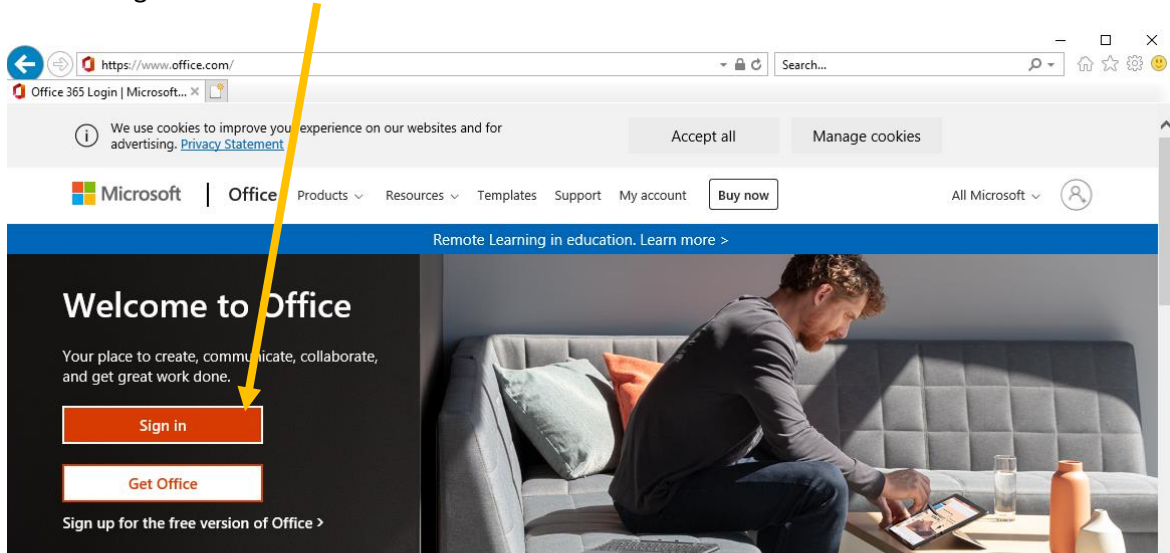 https://www.office.com/
Search...
Office 365 Login | Microsoft...
We use cookies to improve your experience on our websites and for
advertising. Privacy Statement
Accept all
Manage cookies
Microsoft
Office
Products
Resources
Templates
Support
My account
Buy now
All Microsoft
Remote Learning in education. Learn more >
Welcome to Office
Your place to create, communicate, collaborate,
and get great work done.
Sign in
Get Office
Sign up for the free version of Office >